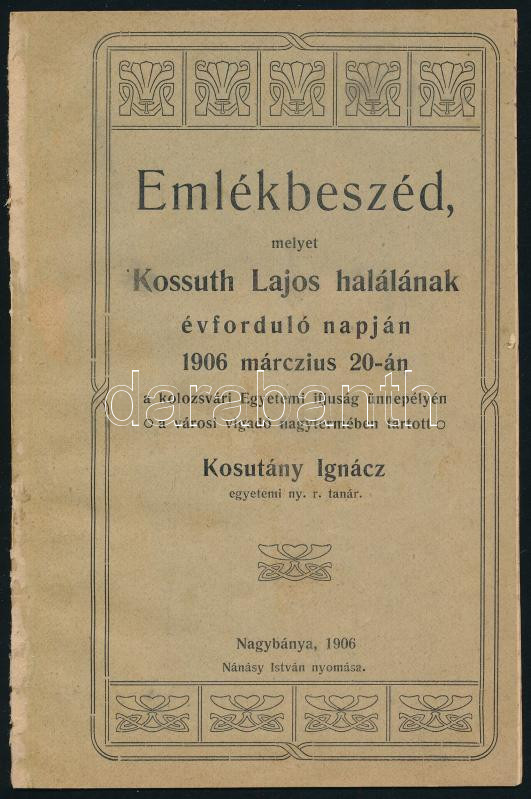 Emlékbeszéd,
melyet
Kossuth Lajos halálának
évforduló napján
1906 márczius 20-án
a kolozsvári Egyetemi ifjuság ünnepélyén
a városi vigadó nagytermében tartott
darabanth
Kosutány Ignácz
egyetemi ny. r. tanár.
Nagybánya, 1906
Nánásy István nyomása.